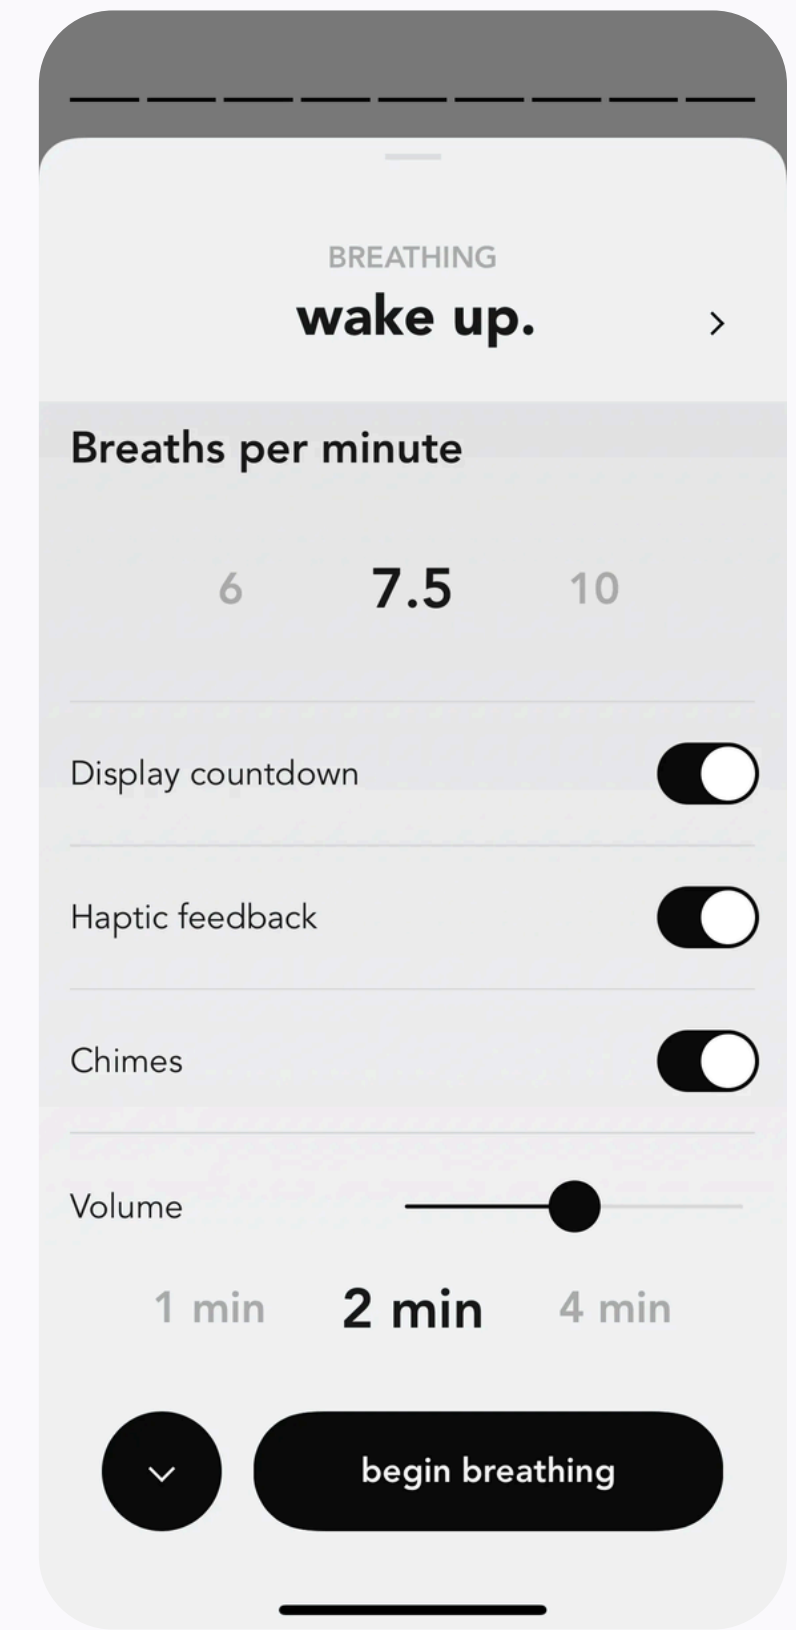 BREATHING
wake up.
Breaths per minute
6 7.5 10
Display countdown
Haptic feedback
Chimes
Volume
1 min 2 min 4 min
begin breathing